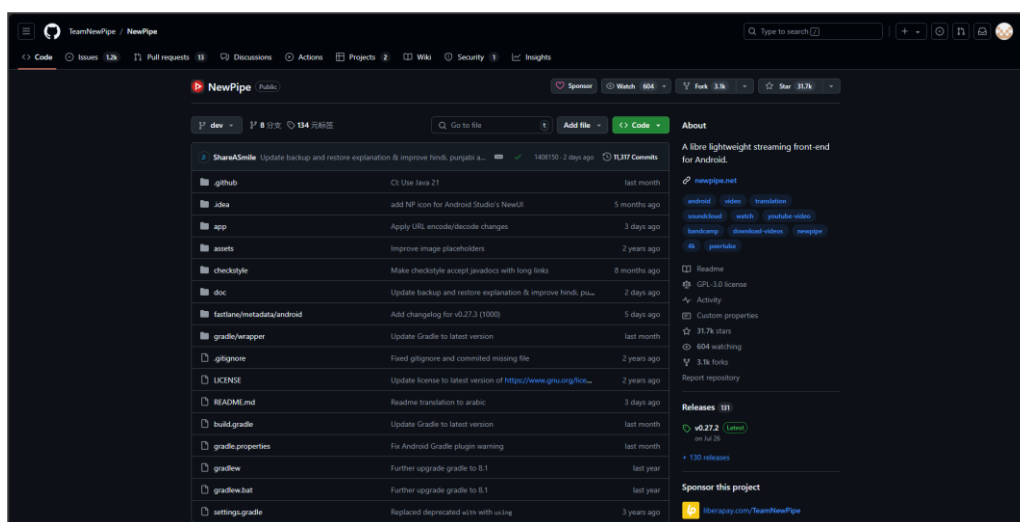 TeamNewPipe / NewPipe
Type to search /
Code
Issues 1.2k
Pull requests 13
Discussions
Actions
Projects 2
Wiki
Security 1
Insights
NewPipe Public
Sponsor
Watch 604
Fork 3.1k
Star 31.7k
dev
8 分支
134 元标签
Go to file
t
Add file
Code
ShareASmile Update backup and restore explanation & improve hindi, punjabi a...
1408150 · 2 days ago
11,317 Commits
.github CI: Use Java 21 last month
.idea add NP icon for Android Studio's NewUI 5 months ago
app Apply URL encode/decode changes 3 days ago
assets Improve image placeholders 2 years ago
checkstyle Make checkstyle accept javadocs with long links 8 months ago
doc Update backup and restore explanation & improve hindi, pu... 2 days ago
fastlane/metadata/android Add changelog for v0.27.3 (1000) 5 days ago
gradle/wrapper Update Gradle to latest version last month
.gitignore Fixed gitignore and commited missing file 2 years ago
LICENSE Update license to latest version of https://www.gnu.org/lice... 2 years ago
README.md Readme translation to arabic 3 days ago
build.gradle Update Gradle to latest version last month
gradle.properties Fix Android Gradle plugin warning last month
gradlew Further upgrade gradle to 8.1 last year
gradlew.bat Further upgrade gradle to 8.1 last year
settings.gradle Replaced deprecated with with using 3 years ago
About
A libre lightweight streaming front-end
for Android.
newpipe.net
android video translation
soundcloud watch youtube-video
bandcamp download-videos newpipe
4k peertube
Readme
GPL-3.0 license
Activity
Custom properties
31.7k stars
604 watching
3.1k forks
Report repository
Releases 131
v0.27.2 Latest
on Jul 26
+ 130 releases
Sponsor this project
lp liberapay.com/TeamNewPipe